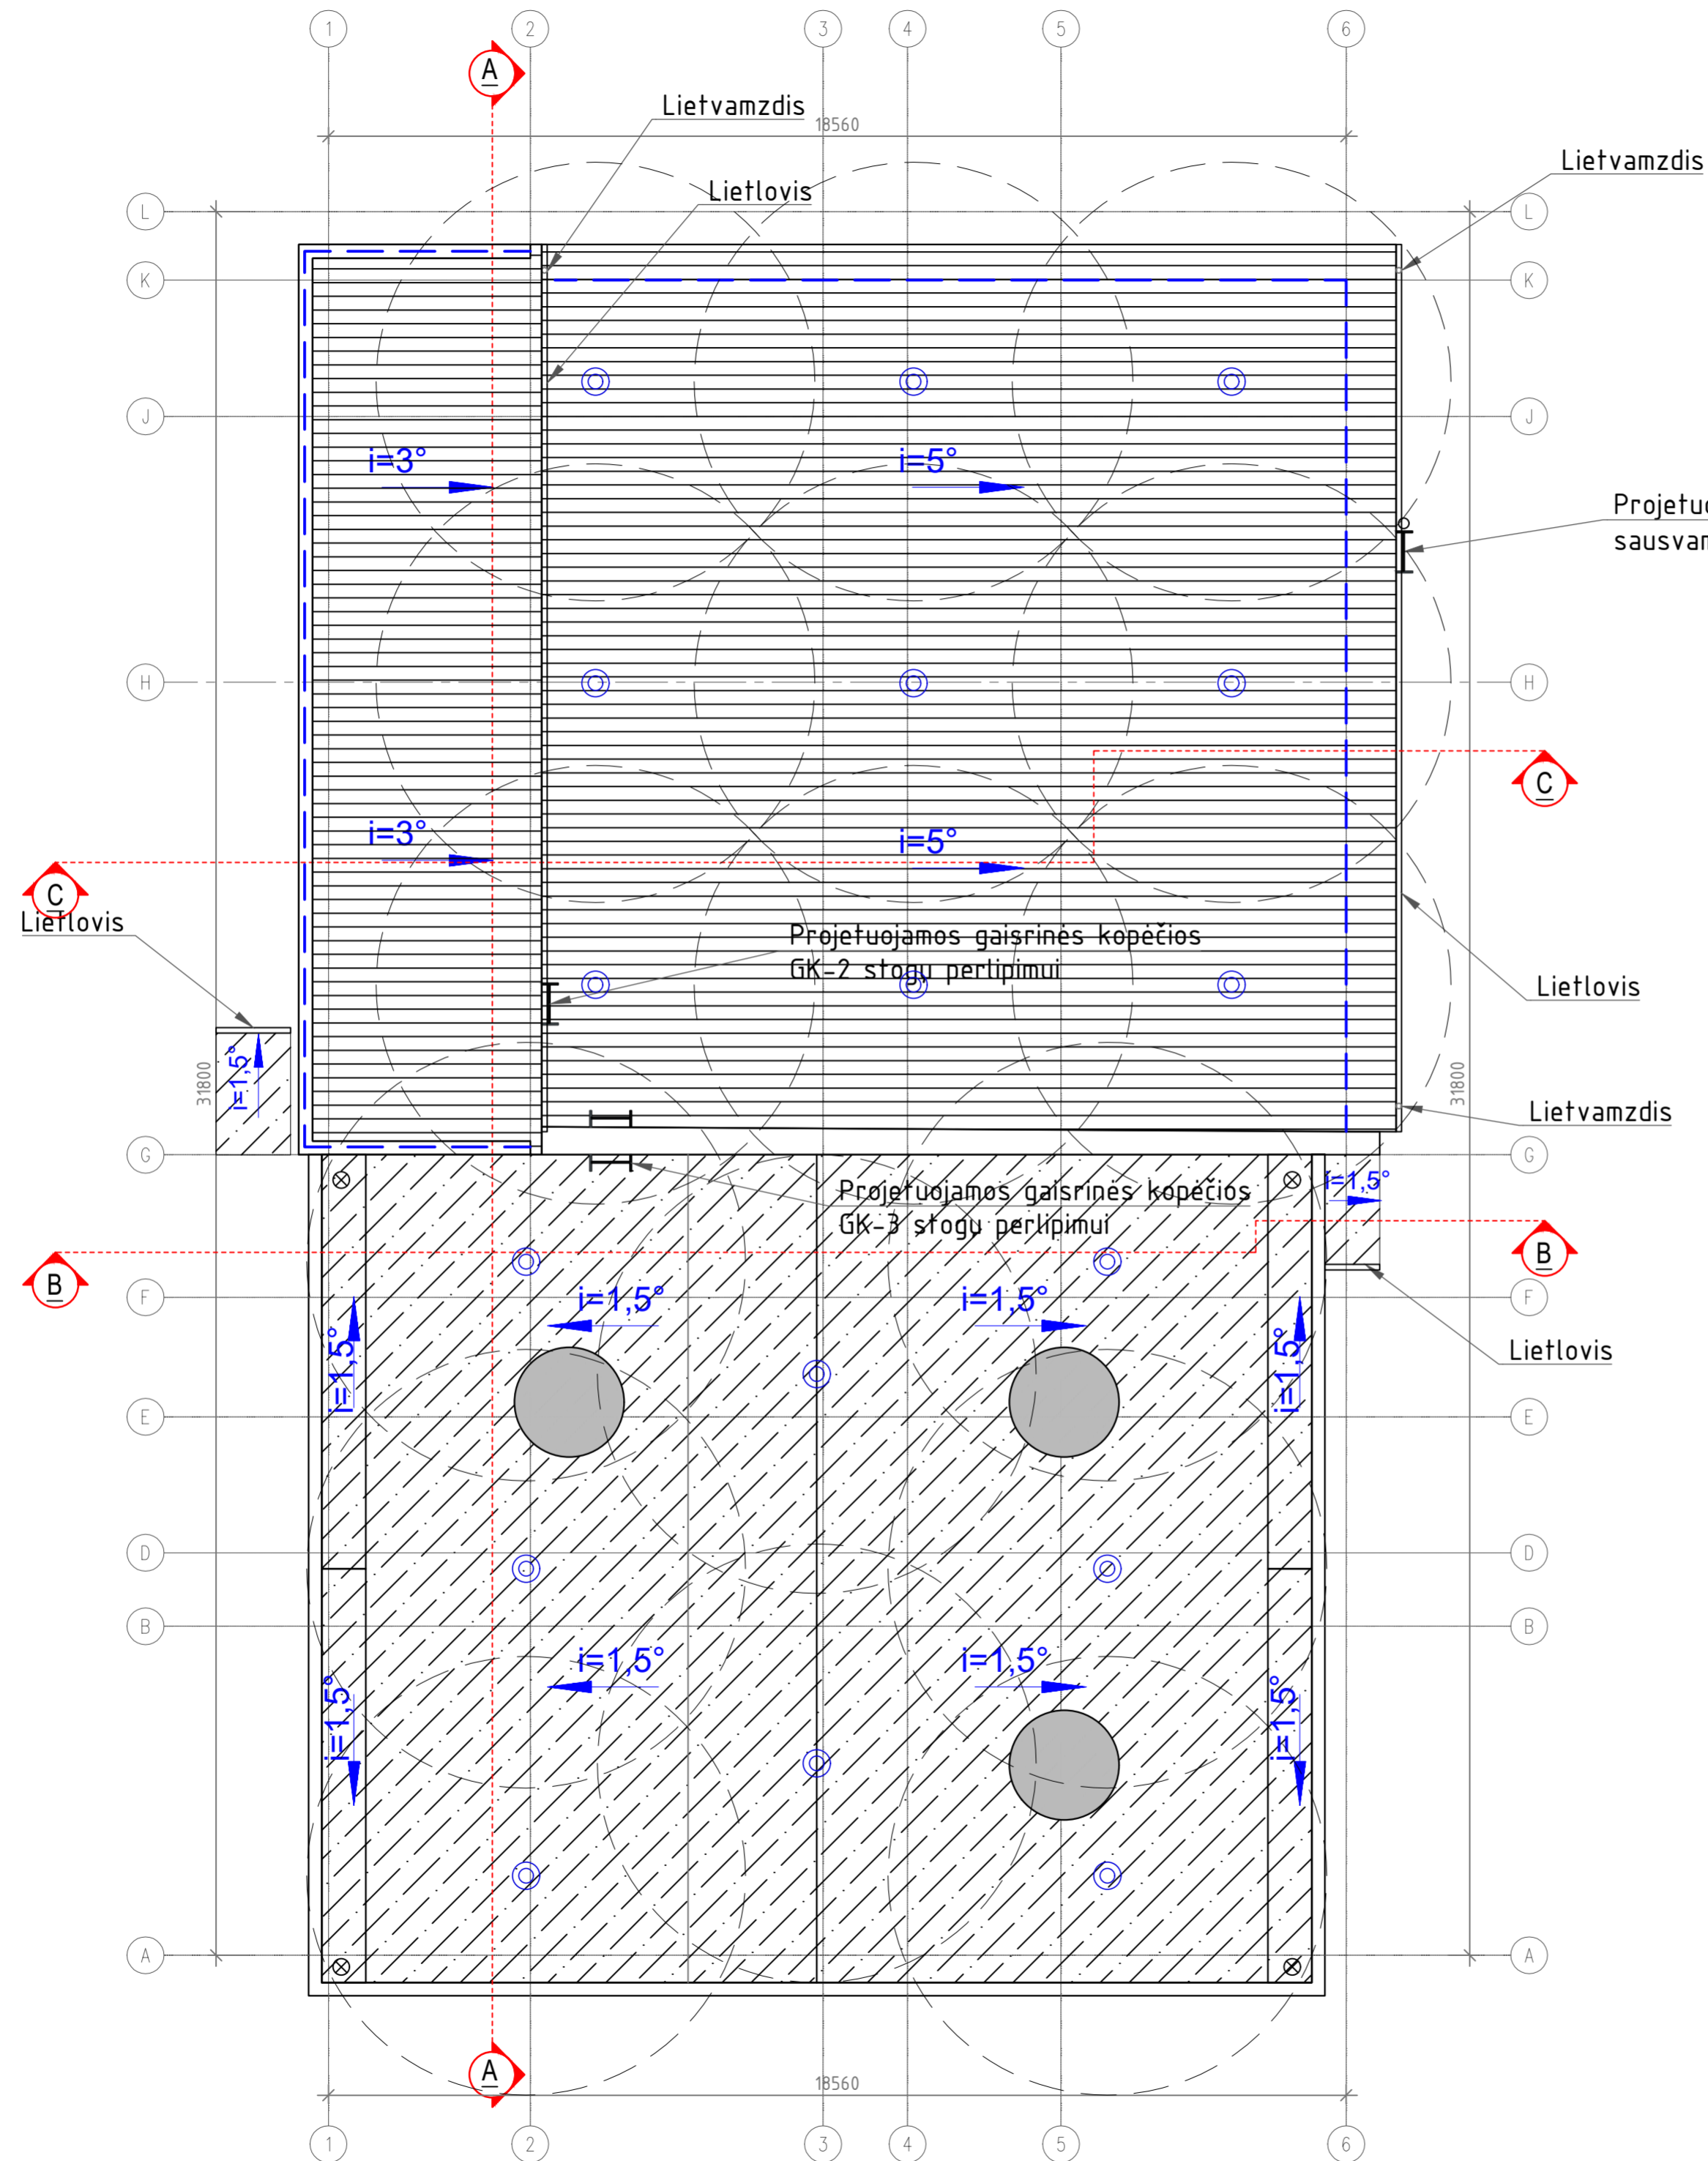 1 2 3 4 5 6
A
Lietvamzdis
18560
Lietvamzdis
Lietlovis
L L
K K
J J
i=3° i=5°
sausvam
H H
C
i=3° i=5°
C
Lietlovis
Projetuojamos gaisrinės kopėčios
GK-2 stogų perlipimui
Lietlovis
i=1,5°
31800 31800
Lietvamzdis
G G
i=1,5°
Projetuojamos gaisrinės kopėčios
GK-3 stogų perlipimui
B B
F F
i=1,5° i=1,5°
Lietlovis
i=1,5° i=1,5°
E E
D D
B B
i=1,5° i=1,5°
i=1,5° i=1,5°
A A
A
18560
1 2 3 4 5 6